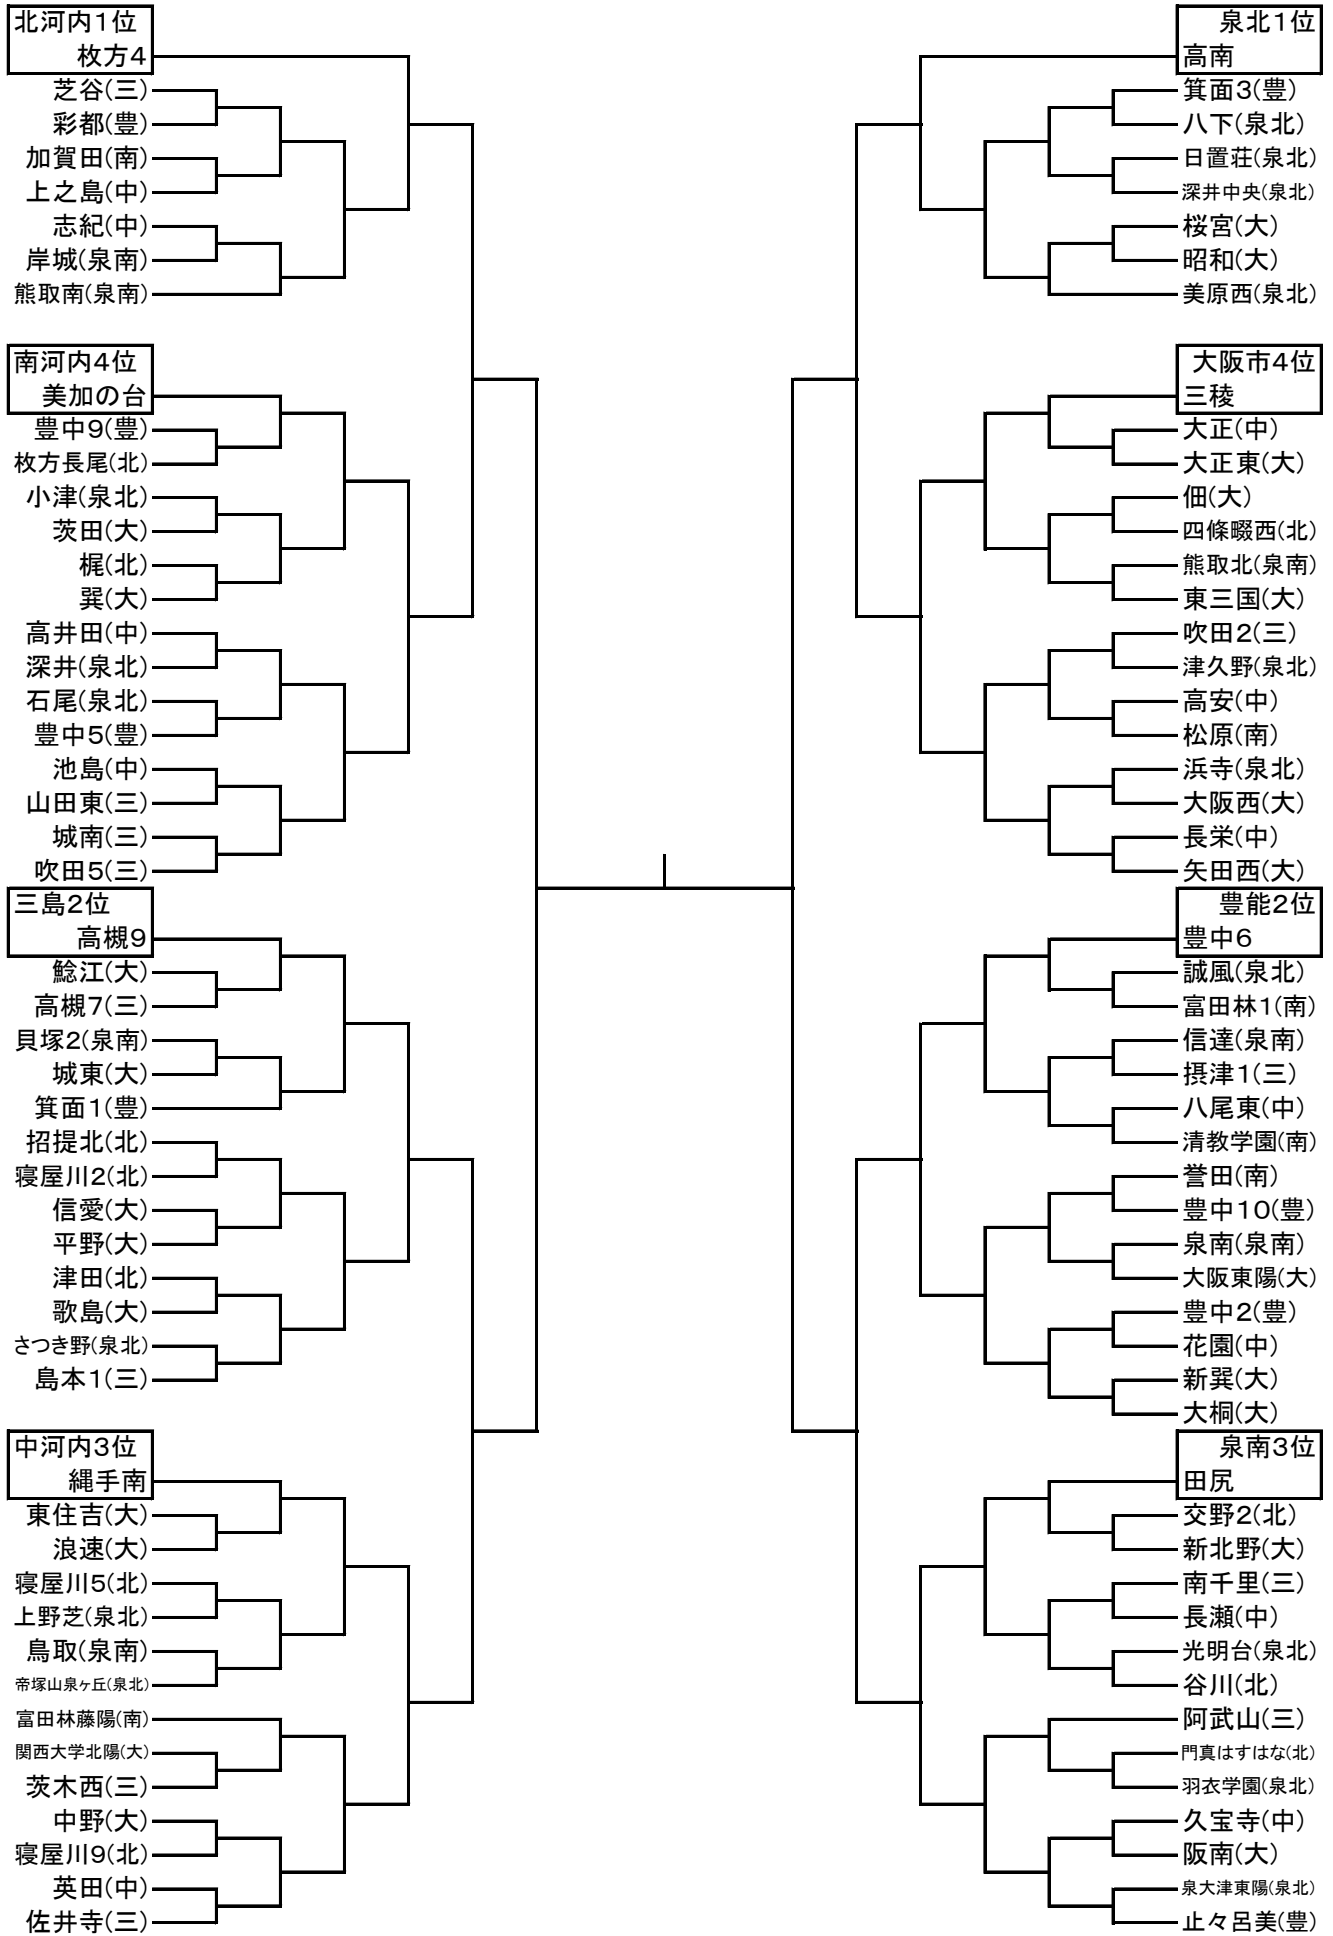 北河内1位
枚方4
芝谷(三)
彩都(豊)
加賀田(南)
上之島(中)
志紀(中)
岸城(泉南)
熊取南(泉南)
南河内4位
美加の台
豊中9(豊)
枚方長尾(北)
小津(泉北)
茨田(大)
梶(北)
巽(大)
高井田(中)
深井(泉北)
石尾(泉北)
豊中5(豊)
池島(中)
山田東(三)
城南(三)
吹田5(三)
三島2位
高槻9
鯰江(大)
高槻7(三)
貝塚2(泉南)
城東(大)
箕面1(豊)
招提北(北)
寝屋川2(北)
信愛(大)
平野(大)
津田(北)
歌島(大)
さつき野(泉北)
島本1(三)
中河内3位
縄手南
東住吉(大)
浪速(大)
寝屋川5(北)
上野芝(泉北)
鳥取(泉南)
帝塚山泉ヶ丘(泉北)
富田林藤陽(南)
関西大学北陽(大)
茨木西(三)
中野(大)
寝屋川9(北)
英田(中)
佐井寺(三)
泉北1位
高南
箕面3(豊)
八下(泉北)
日置荘(泉北)
深井中央(泉北)
桜宮(大)
昭和(大)
美原西(泉北)
大阪市4位
三稜
大正(中)
大正東(大)
佃(大)
四條畷西(北)
熊取北(泉南)
東三国(大)
吹田2(三)
津久野(泉北)
高安(中)
松原(南)
浜寺(泉北)
大阪西(大)
長栄(中)
矢田西(大)
豊能2位
豊中6
誠風(泉北)
富田林1(南)
信達(泉南)
摂津1(三)
八尾東(中)
清教学園(南)
誉田(南)
豊中10(豊)
泉南(泉南)
大阪東陽(大)
豊中2(豊)
花園(中)
新巽(大)
大桐(大)
泉南3位
田尻
交野2(北)
新北野(大)
南千里(三)
長瀬(中)
光明台(泉北)
谷川(北)
阿武山(三)
門真はすはな(北)
羽衣学園(泉北)
久宝寺(中)
阪南(大)
泉大津東陽(泉北)
止々呂美(豊)